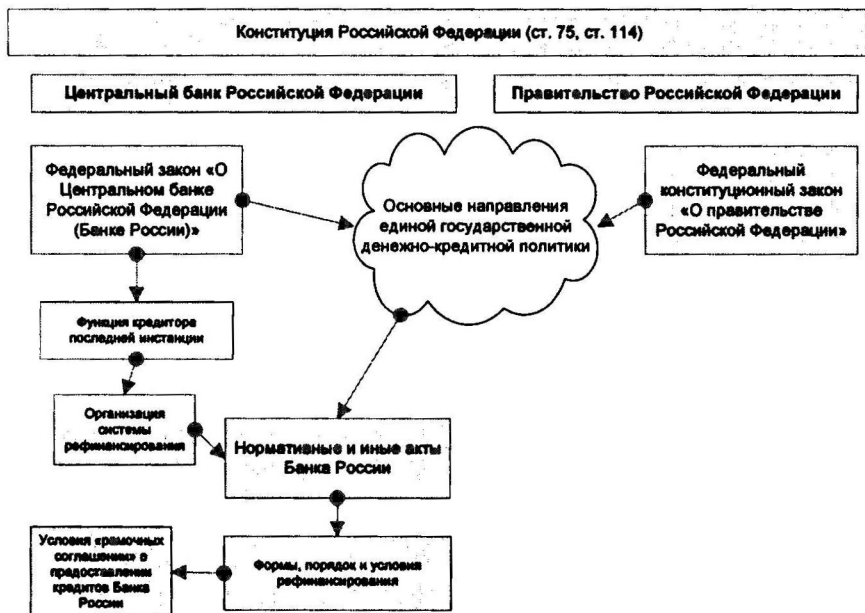 Конституция Российской Федерации (ст. 75, ст. 114)
Центральный банк Российской Федерации
Правительство Российской Федерации
Федеральный закон «О
Центральном банке
Российской Федерации
(Банке России)»
Основные направления
единой государственной
денежно-кредитной политики
Федеральный
конституционный закон
«О правительстве
Российской Федерации»
Функция кредитора
последней инстанции
Организация
системы
рефинансирования
Нормативные и иные акты
Банка России
Условия «рамочных
соглашении» о
предоставлении
кредитов Банка
России
Формы, порядок и условия
рефинансирования